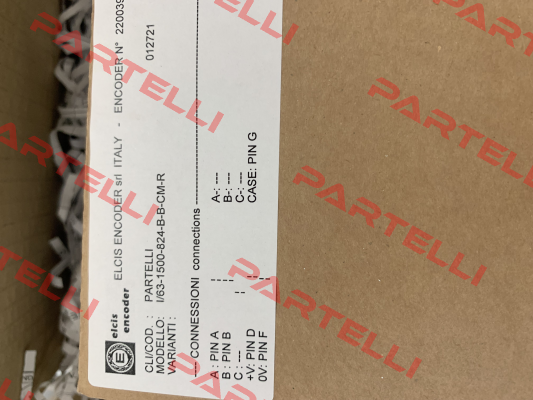 elcis
encoder
ELCIS ENCODER srl ITALY - ENCODER N° 220039
CLI/COD. : PARTELLI 012721
MODELLO: I/63-1500-824-B-B-CM-R
VARIANTI :
---- CONNESSIONI connections ----
A : PIN A A-: ---
B : PIN B B-: ---
C : --- C-: ---
+V: PIN D CASE: PIN G
0V: PIN F
PARTELLI
PARTELLI
PARTELLI
PARTELLI
PARTELLI
PARTELLI